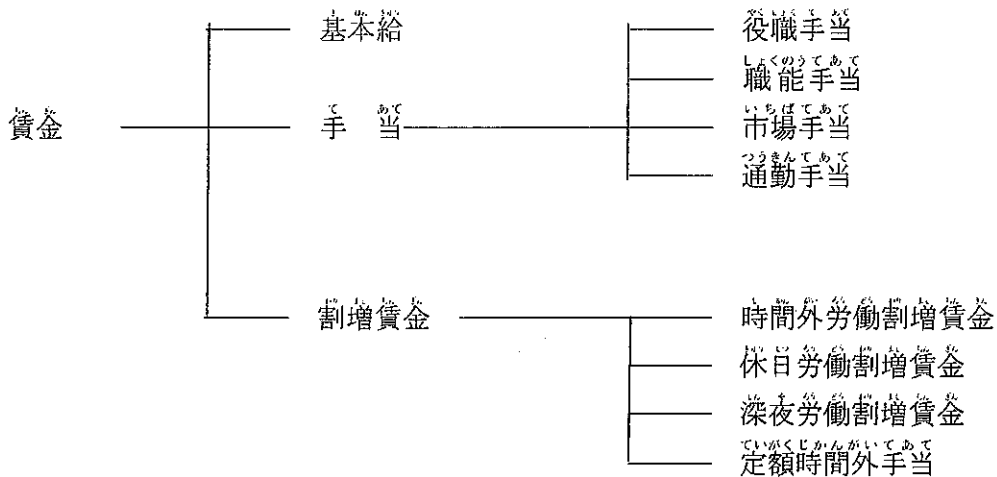 賃金
基本給
手当
役職手当
職能手当
市場手当
通勤手当
割増賃金
時間外労働割増賃金
休日労働割増賃金
深夜労働割増賃金
定額時間外手当